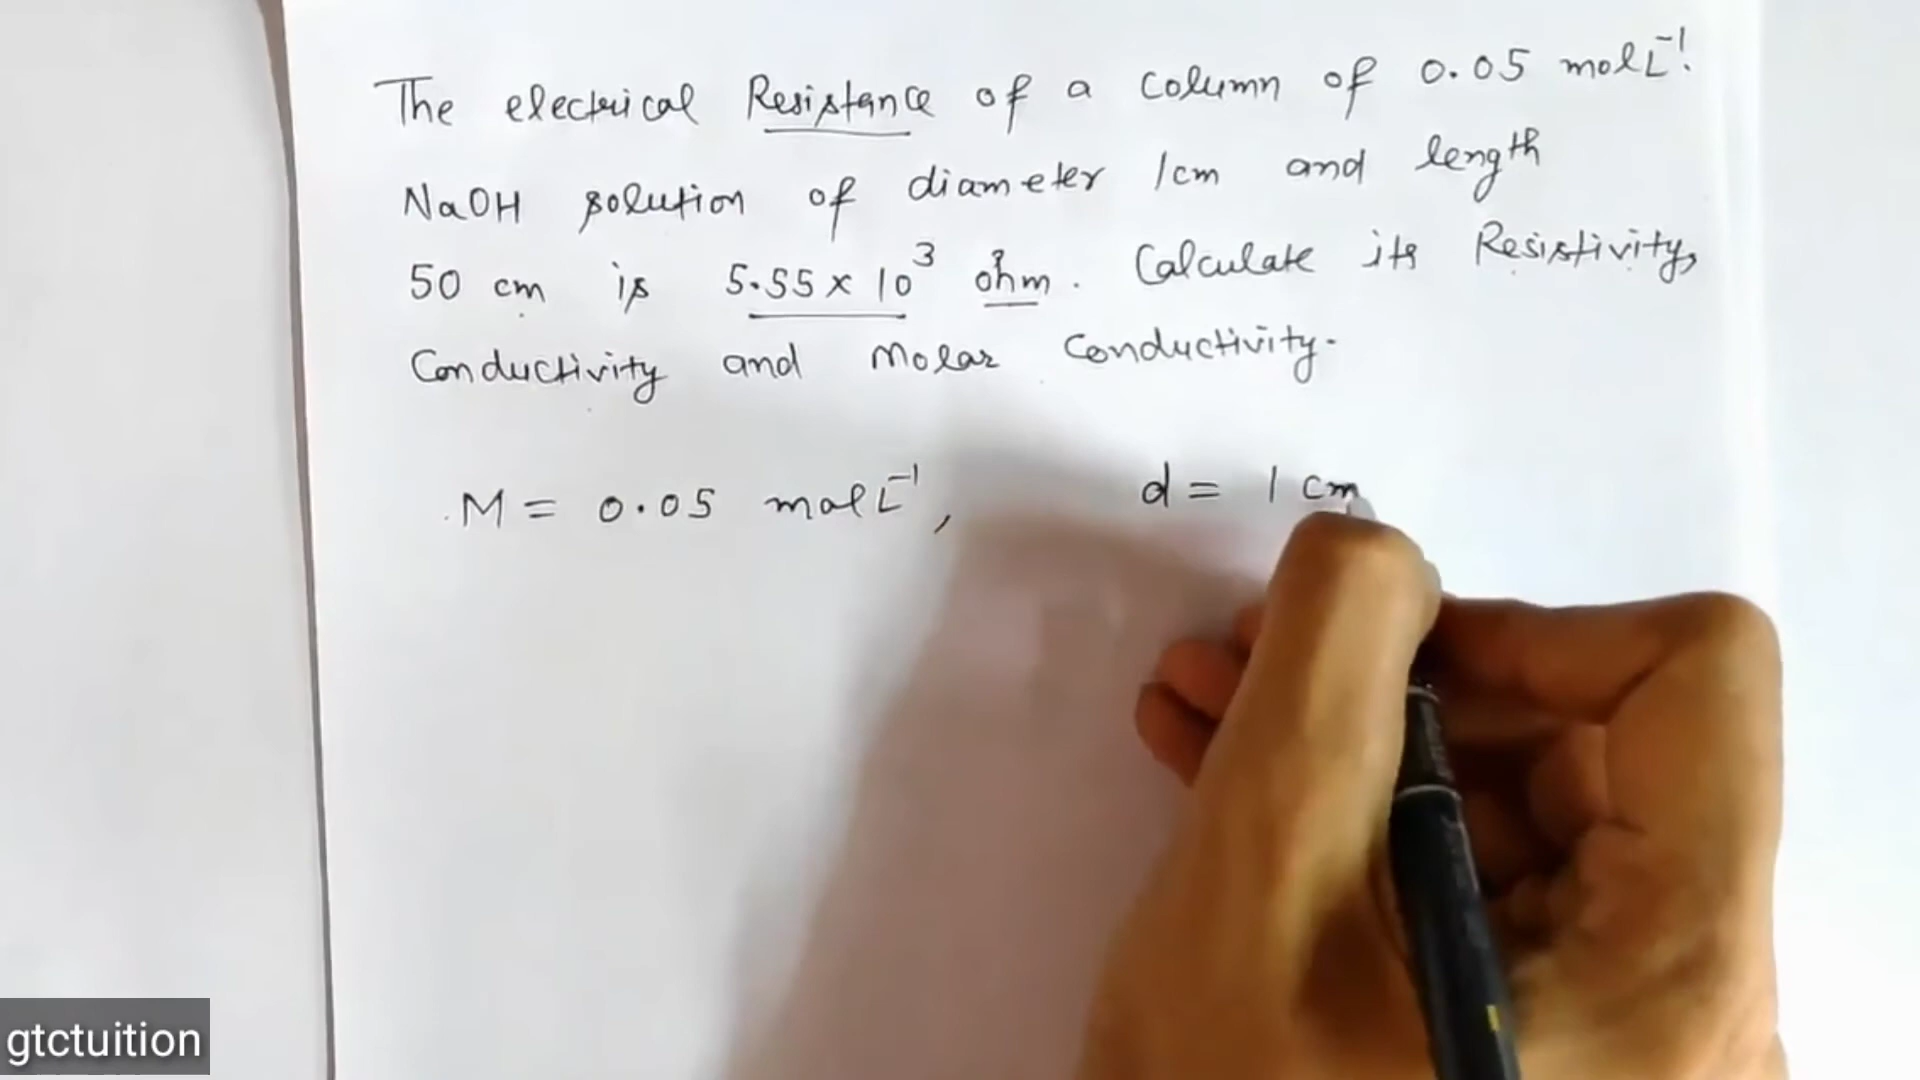 The electrical Resistance of a Column of 0.05 mol L⁻¹.
NaOH solution of diameter 1cm and length
50 cm is 5.55 x 10³ ohm. Calculate its Resistivity,
Conductivity and Molar Conductivity.
M = 0.05 mol L⁻¹, d = 1 cm
gtctuition